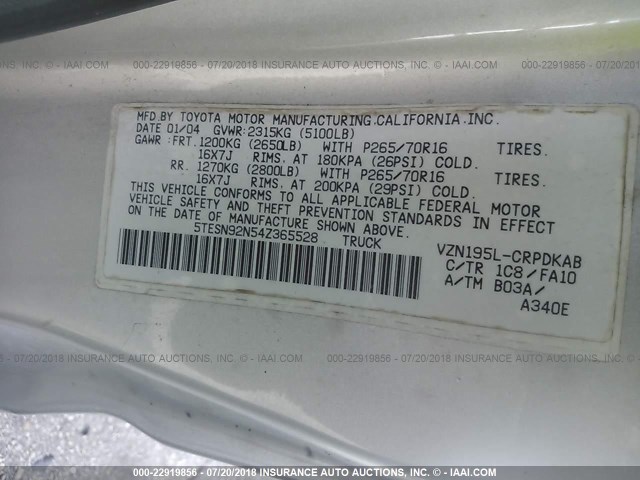 000-22919856 - 07/20/2018 - INSURANCE AUTO AUCTIONS, INC. - © IAAI.COM
MFD.BY TOYOTA MOTOR MANUFACTURING.CALIFORNIA.INC.
DATE 01/04 GVWR:2315KG (5100LB)
GAWR:FRT.1200KG (2650LB) WITH P265/70R16 TIRES.
16X7J RIMS, AT 180KPA (26PSI) COLD.
RR. 1270KG (2800LB) WITH P265/70R16 TIRES.
16X7J RIMS, AT 200KPA (29PSI) COLD.
THIS VEHICLE CONFORMS TO ALL APPLICABLE FEDERAL MOTOR
VEHICLE SAFETY AND THEFT PREVENTION STANDARDS IN EFFECT
ON THE DATE OF MANUFACTURE SHOWN ABOVE.
5TESN92N54Z365528 TRUCK
VZN195L-CRPDKAB
C/TR 1C8/FA10
A/TM B03A/
A340E
000-22919856 - 07/20/2018 - INSURANCE AUTO AUCTIONS, INC. - © IAAI.COM
000-22919856 - 07/20/2018 - INSURANCE AUTO AUCTIONS, INC. - © IAAI.COM